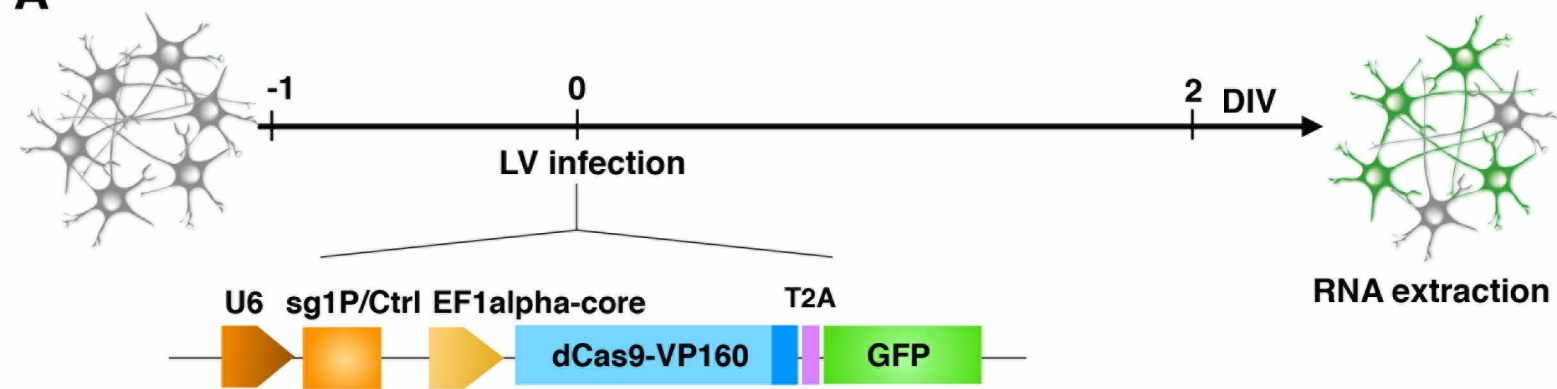 A
-1 0 2 DIV
LV infection
U6 sg1P/Ctrl EF1alpha-core T2A
dCas9-VP160 GFP
RNA extraction